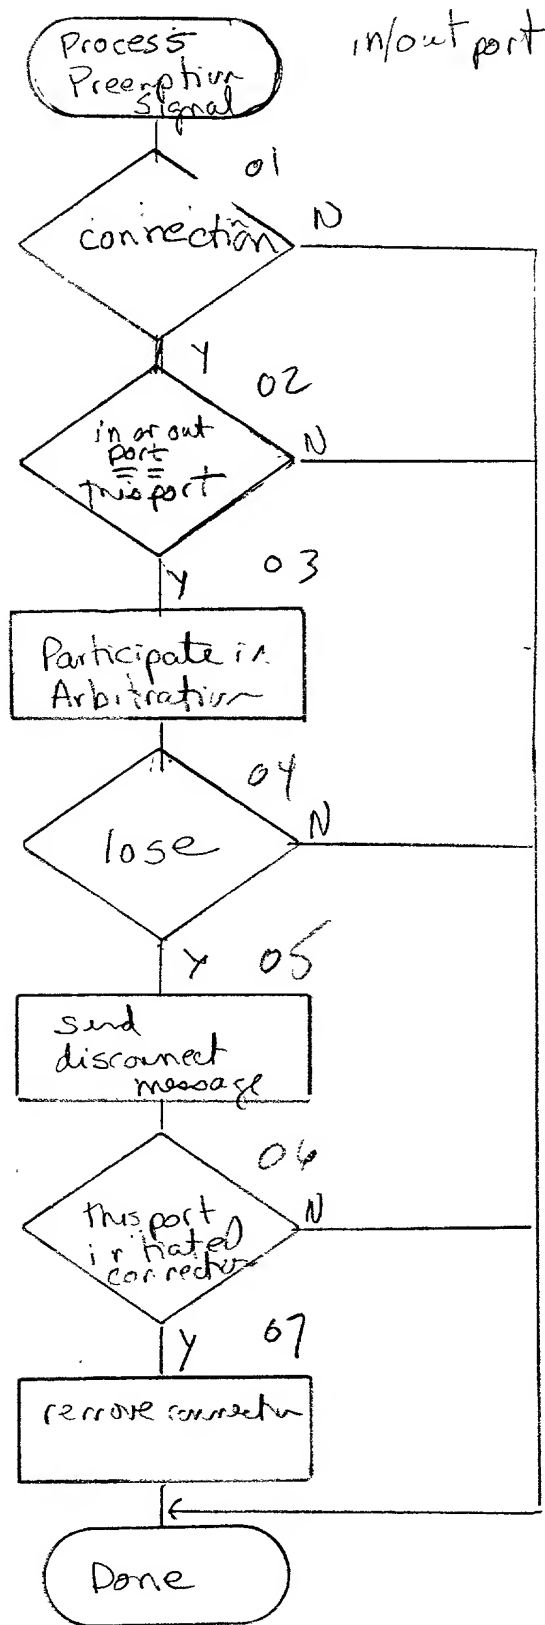 Process
Preemption
Signal
in/out port
01
connection
N
Y
02
in or out
port
==
this port
N
Y
03
Participate in
Arbitration
04
lose
N
Y
05
send
disconnect
message
06
this port
initiated
connection
N
Y
07
remove connection
Done